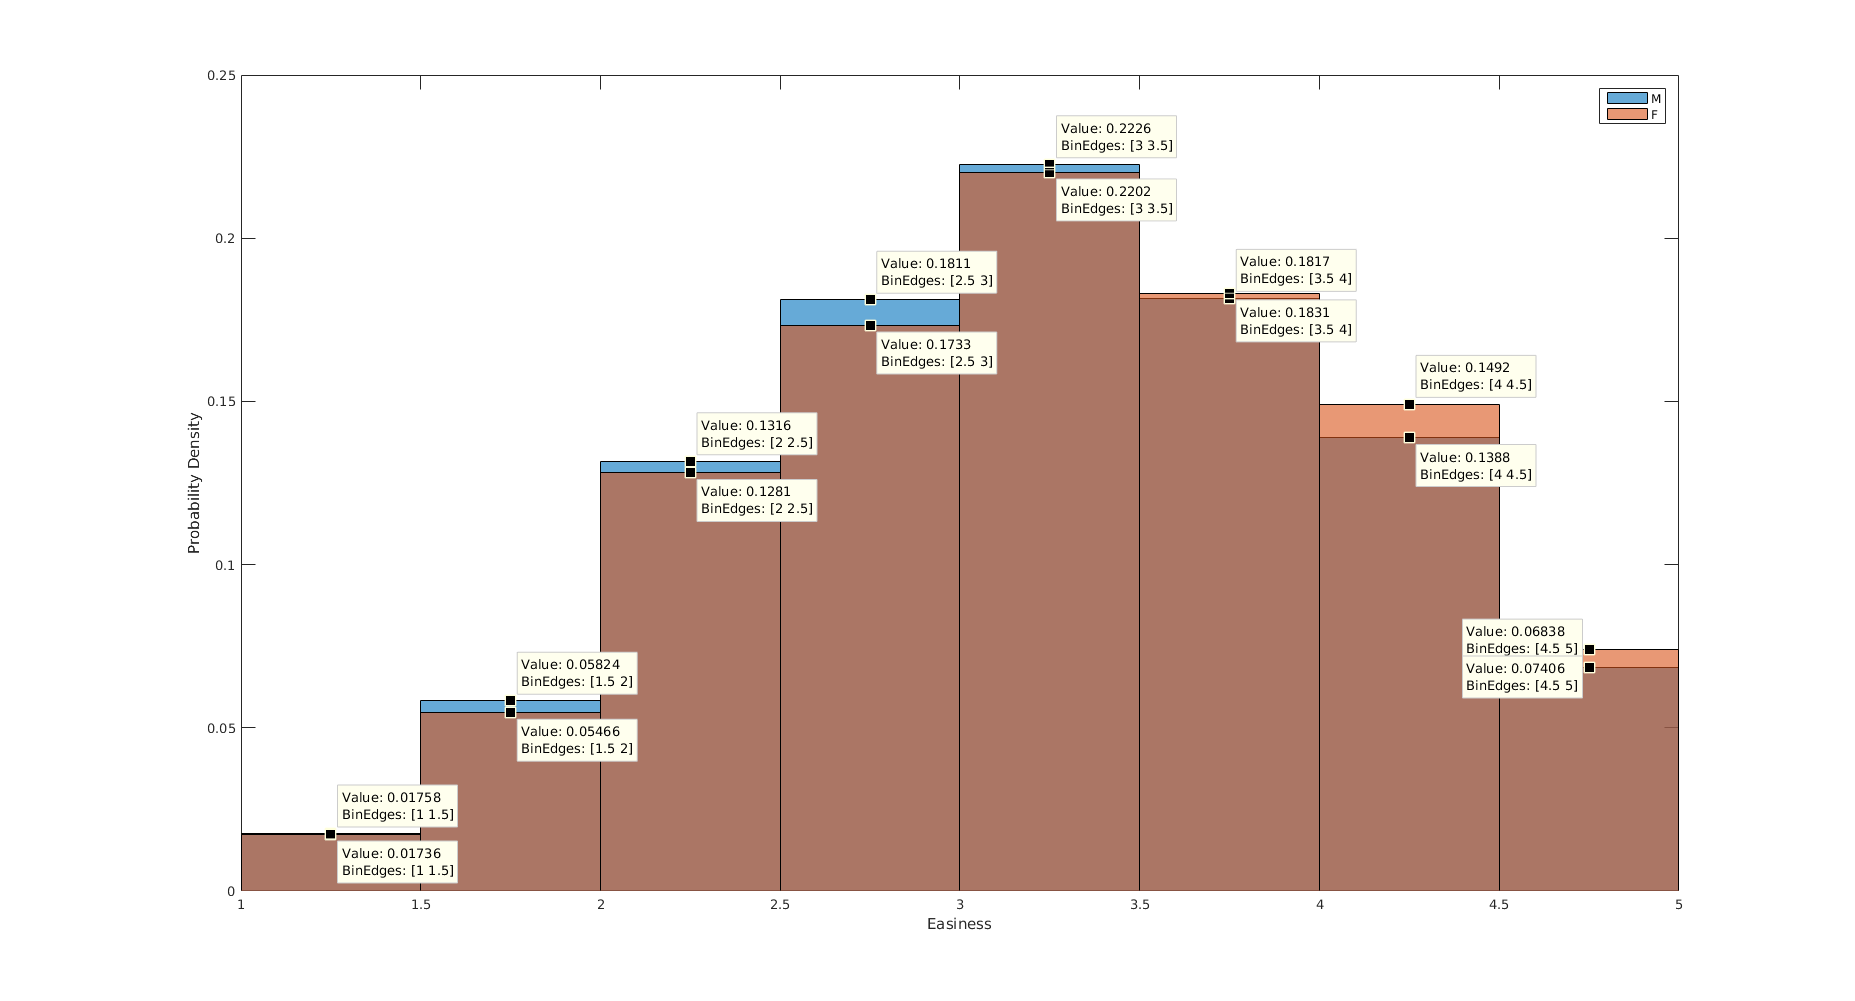 0.25
0.2
0.15
0.1
0.05
0
Probability Density
M
F
Value: 0.01758
BinEdges: [1 1.5]
Value: 0.01736
BinEdges: [1 1.5]
Value: 0.05824
BinEdges: [1.5 2]
Value: 0.05466
BinEdges: [1.5 2]
Value: 0.1316
BinEdges: [2 2.5]
Value: 0.1281
BinEdges: [2 2.5]
Value: 0.1811
BinEdges: [2.5 3]
Value: 0.1733
BinEdges: [2.5 3]
Value: 0.2226
BinEdges: [3 3.5]
Value: 0.2202
BinEdges: [3 3.5]
Value: 0.1817
BinEdges: [3.5 4]
Value: 0.1831
BinEdges: [3.5 4]
Value: 0.1492
BinEdges: [4 4.5]
Value: 0.1388
BinEdges: [4 4.5]
Value: 0.06838
BinEdges: [4.5 5]
Value: 0.07406
BinEdges: [4.5 5]
1 1.5 2 2.5 3 3.5 4 4.5 5
Easiness